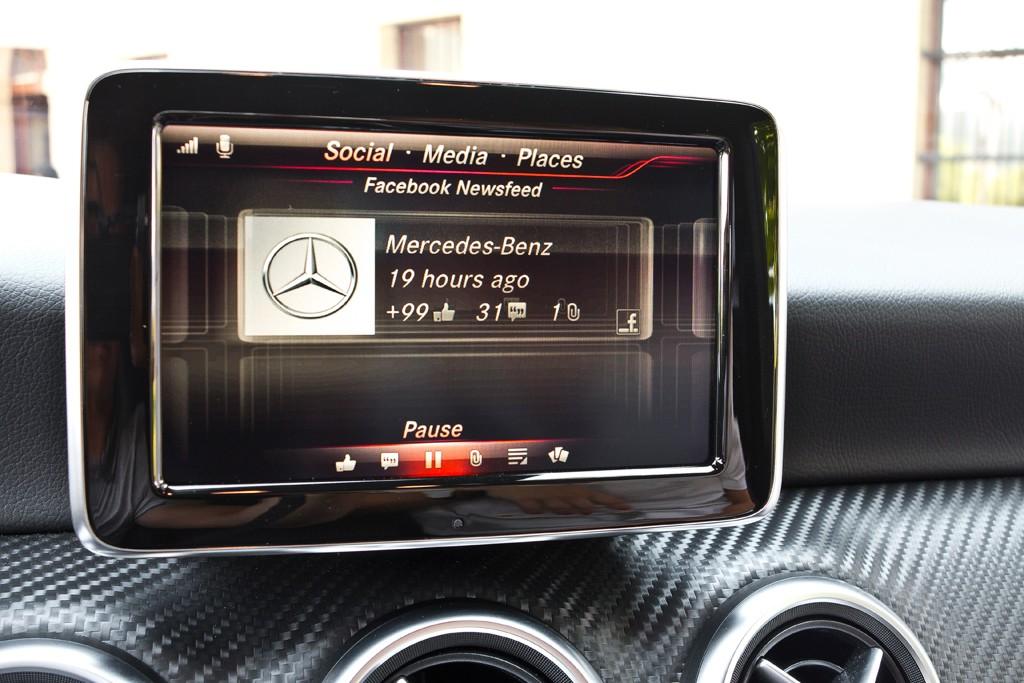 Social · Media · Places
Facebook Newsfeed
Mercedes-Benz
19 hours ago
+99 31 1
f
Pause